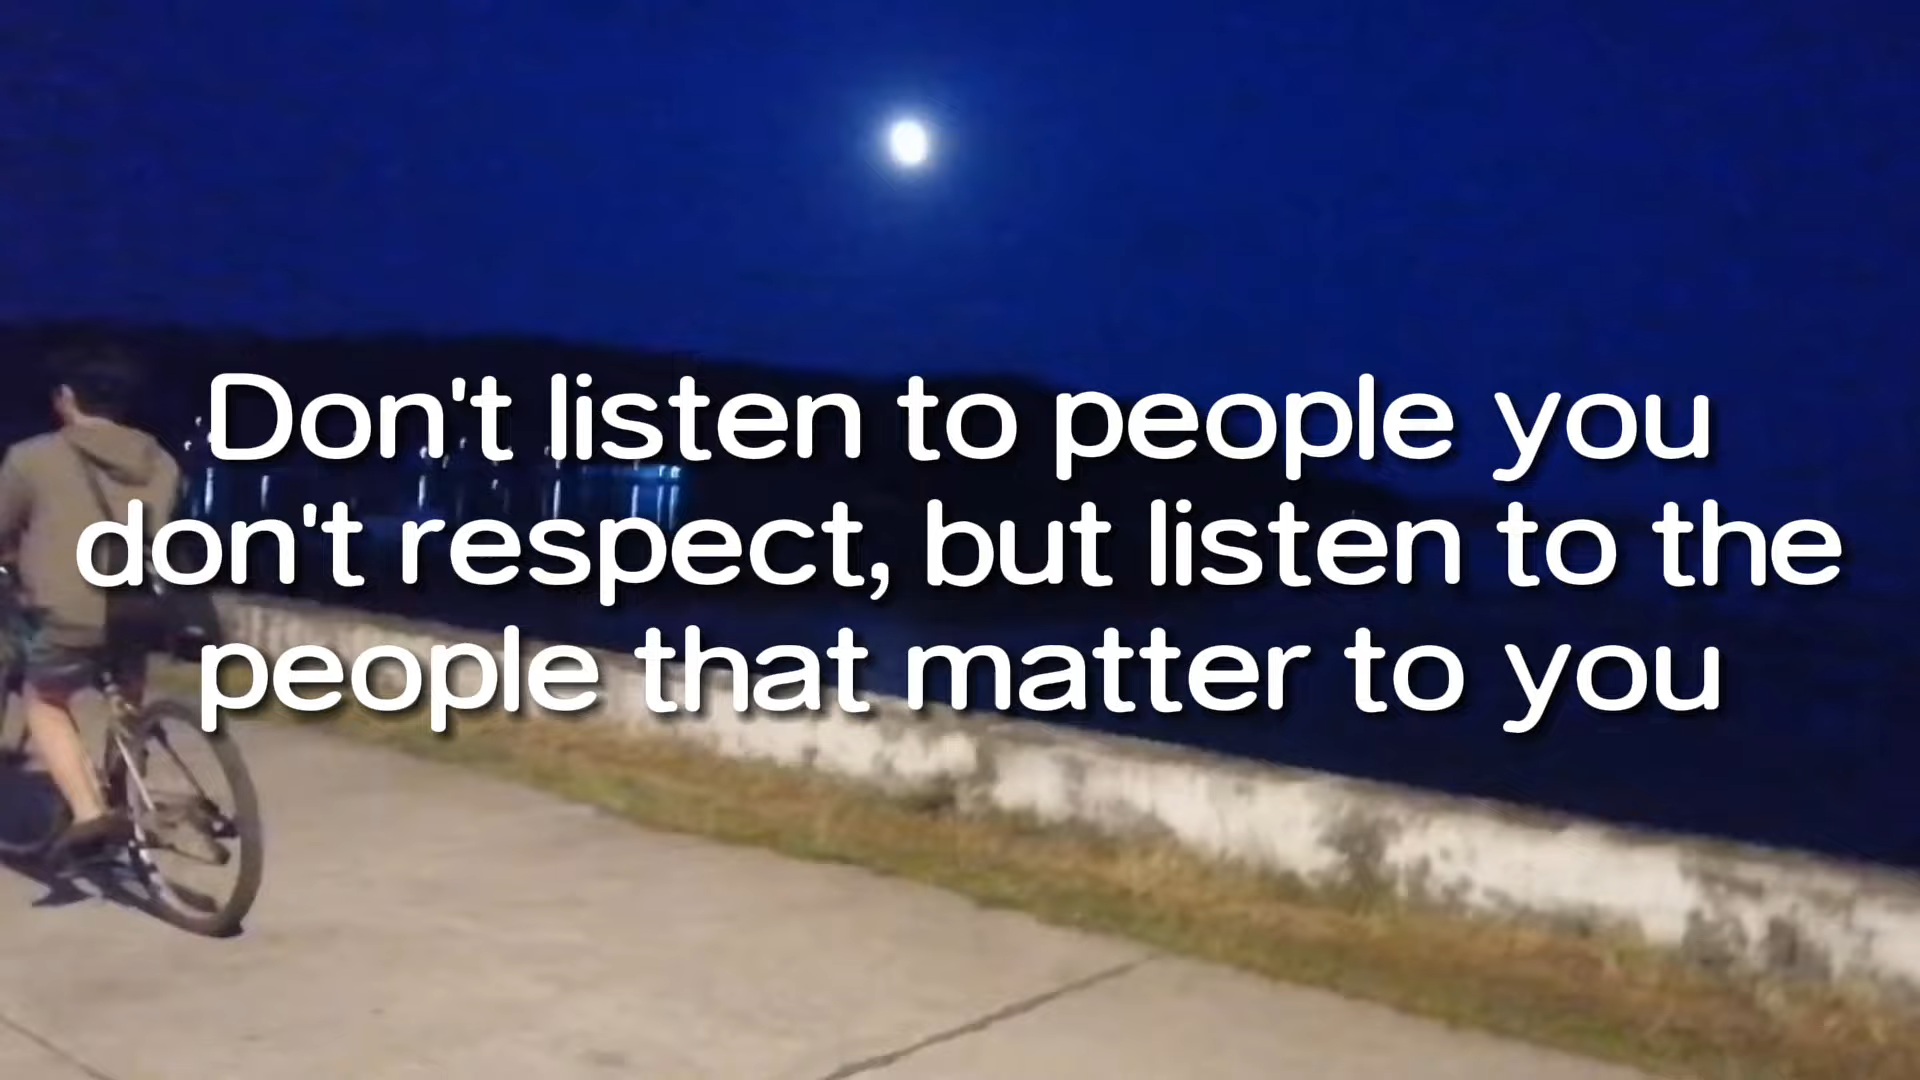 Don't listen to people you
don't respect, but listen to the
people that matter to you